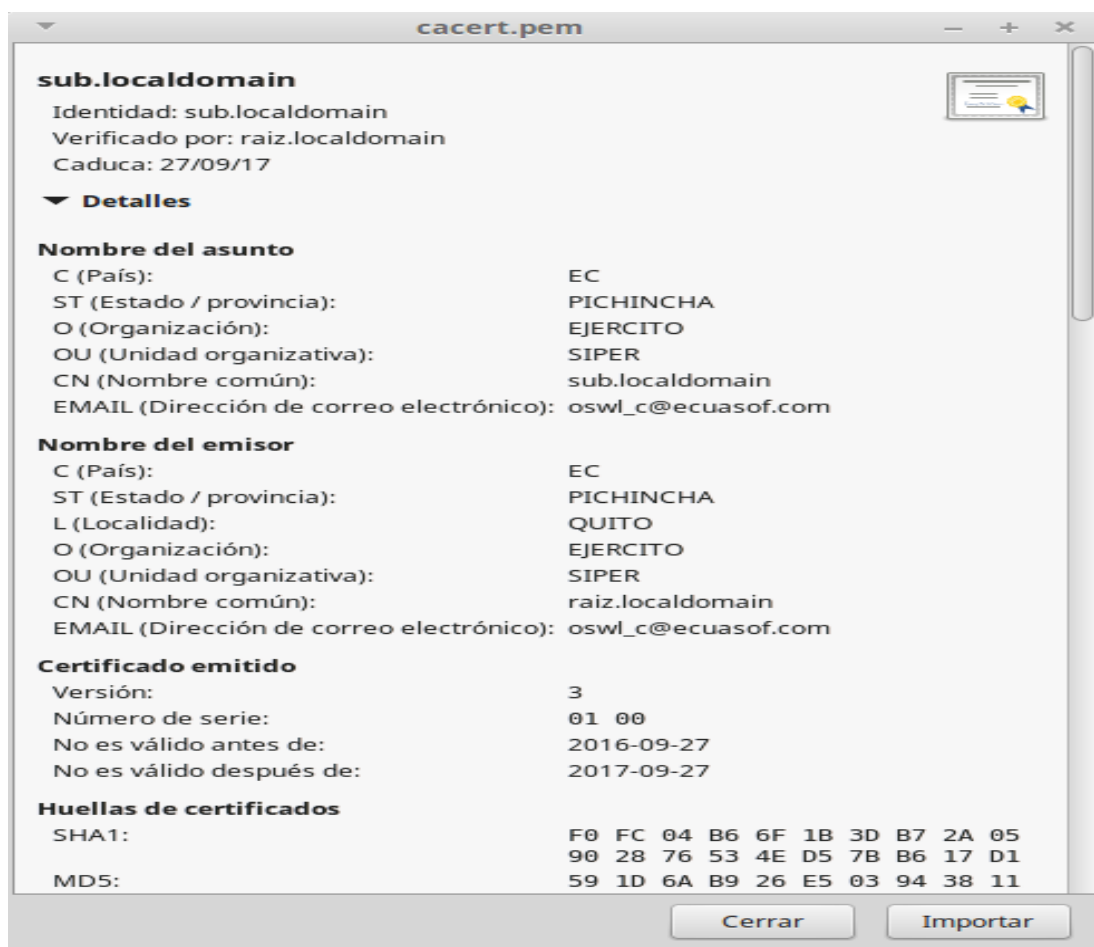 cacert.pem
sub.localdomain
Identidad: sub.localdomain
Verificado por: raiz.localdomain
Caduca: 27/09/17
Detalles
Nombre del asunto
C (País): EC
ST (Estado / provincia): PICHINCHA
O (Organización): EJERCITO
OU (Unidad organizativa): SIPER
CN (Nombre común): sub.localdomain
EMAIL (Dirección de correo electrónico): oswl_c@ecuasof.com
Nombre del emisor
C (País): EC
ST (Estado / provincia): PICHINCHA
L (Localidad): QUITO
O (Organización): EJERCITO
OU (Unidad organizativa): SIPER
CN (Nombre común): raiz.localdomain
EMAIL (Dirección de correo electrónico): oswl_c@ecuasof.com
Certificado emitido
Versión: 3
Número de serie: 01 00
No es válido antes de: 2016-09-27
No es válido después de: 2017-09-27
Huellas de certificados
SHA1: F0 FC 04 B6 6F 1B 3D B7 2A 05
90 28 76 53 4E D5 7B B6 17 D1
MD5: 59 1D 6A B9 26 E5 03 94 38 11
Cerrar Importar